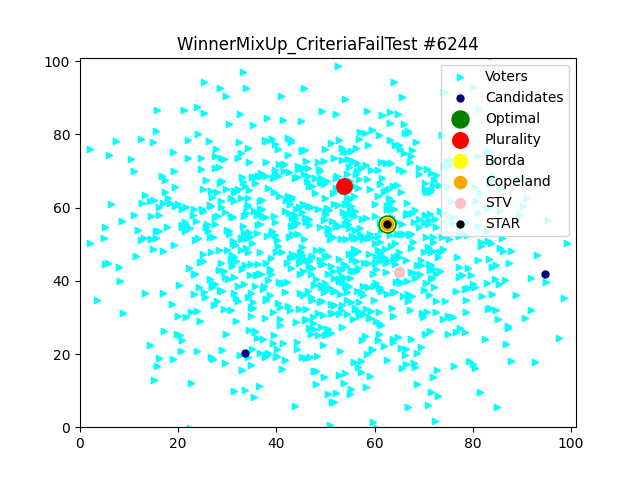 WinnerMixUp_CriteriaFailTest #6244
100
80
60
40
20
0
0
20
40
60
80
100
Voters
Candidates
Optimal
Plurality
Borda
Copeland
STV
STAR